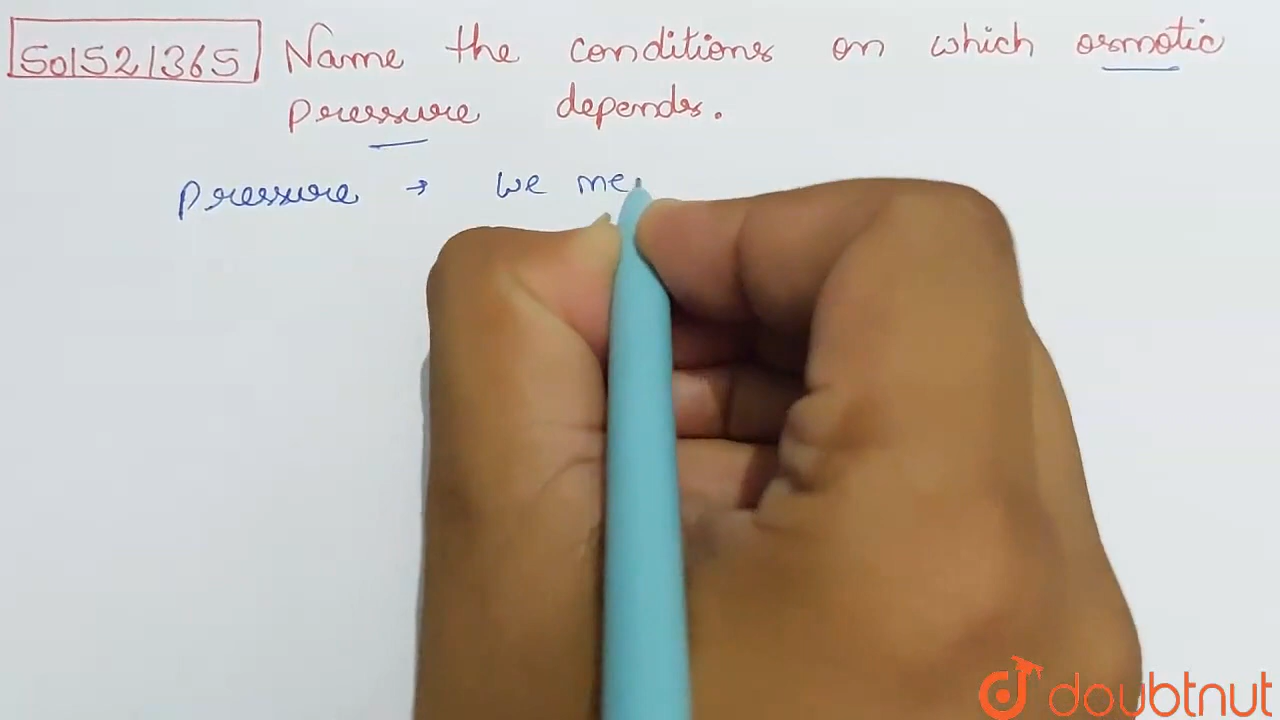 501521365 Name the conditions on which osmotic
pressure depends.
pressure → we me
doubtnut